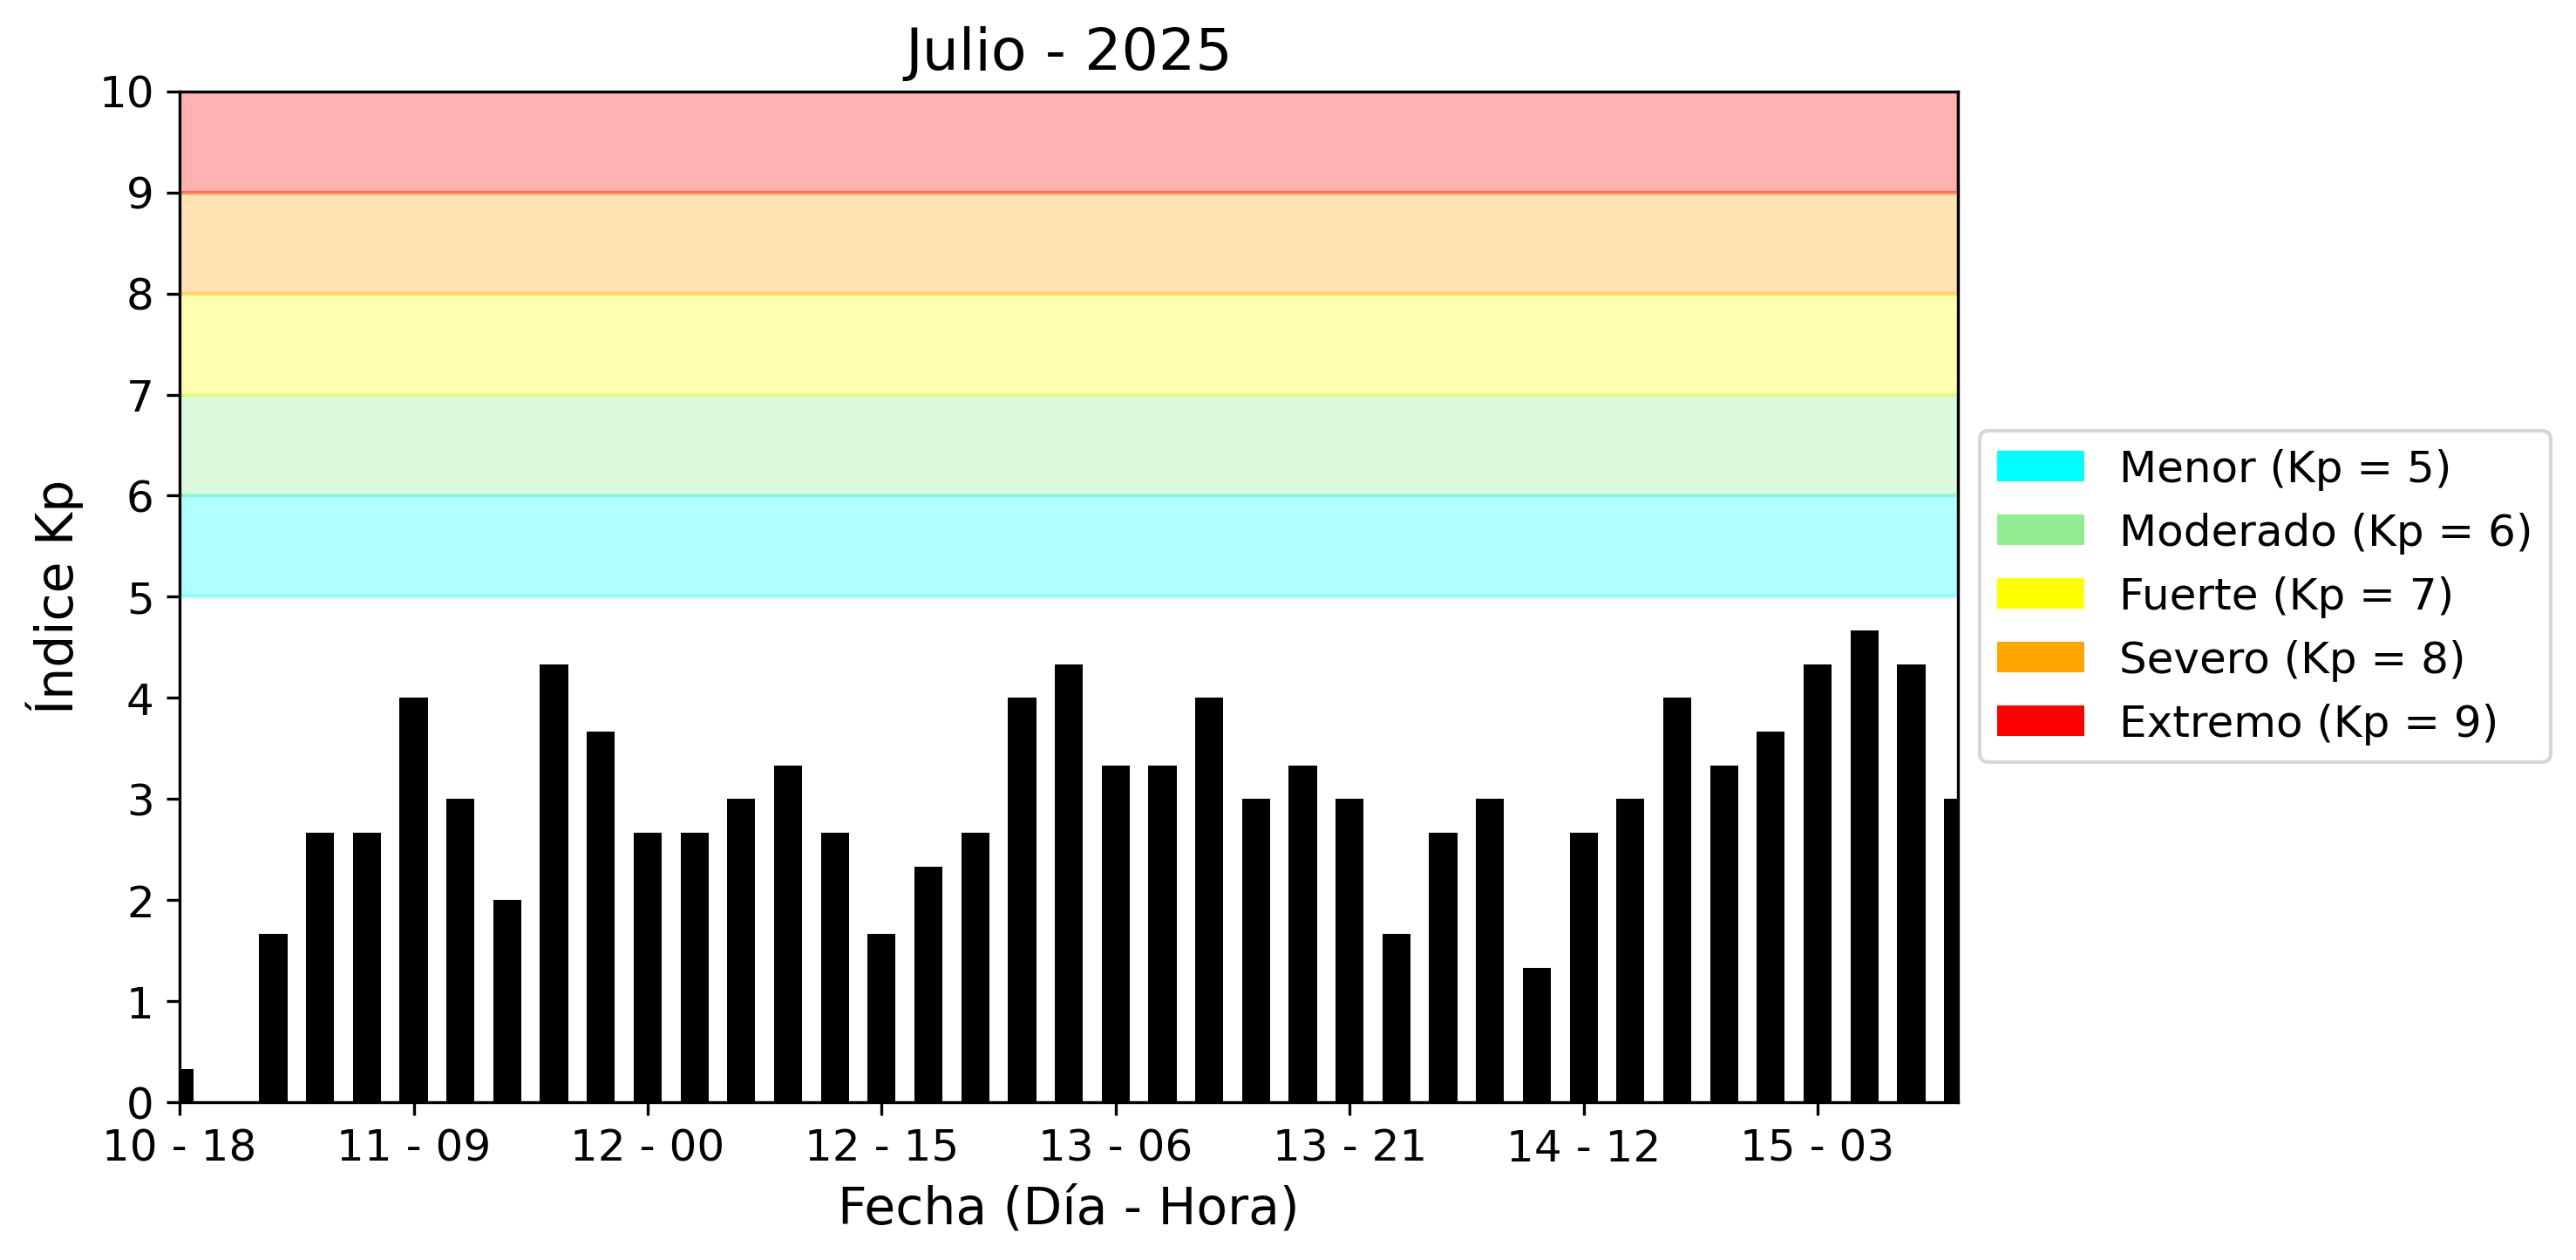 Julio - 2025
10
9
8
7
6
5
4
3
2
1
0
Índice Kp
10 - 18 11 - 09 12 - 00 12 - 15 13 - 06 13 - 21 14 - 12 15 - 03
Fecha (Día - Hora)
Menor (Kp = 5)
Moderado (Kp = 6)
Fuerte (Kp = 7)
Severo (Kp = 8)
Extremo (Kp = 9)